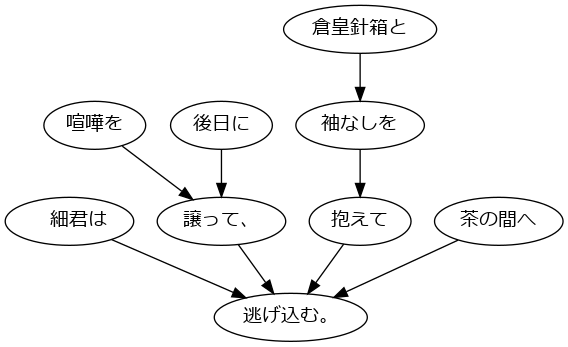 倉皇針箱と
喧嘩を
後日に
袖なしを
細君は
譲って、
抱えて
茶の間へ
逃げ込む。